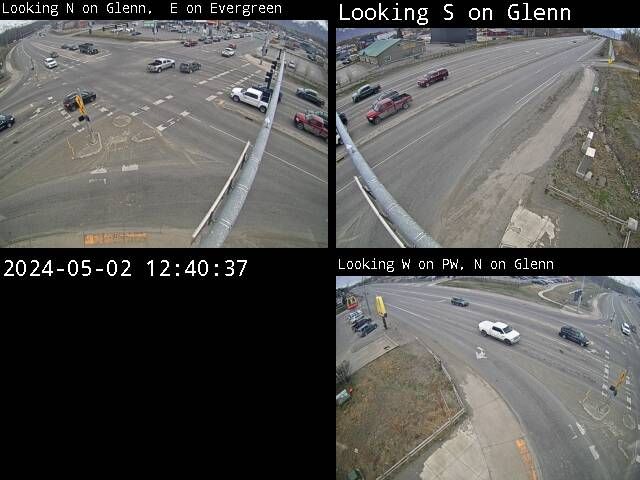 Looking N on Glenn,  E on Evergreen
Looking S on Glenn
2024-05-02 12:40:37
Looking W on PW, N on Glenn